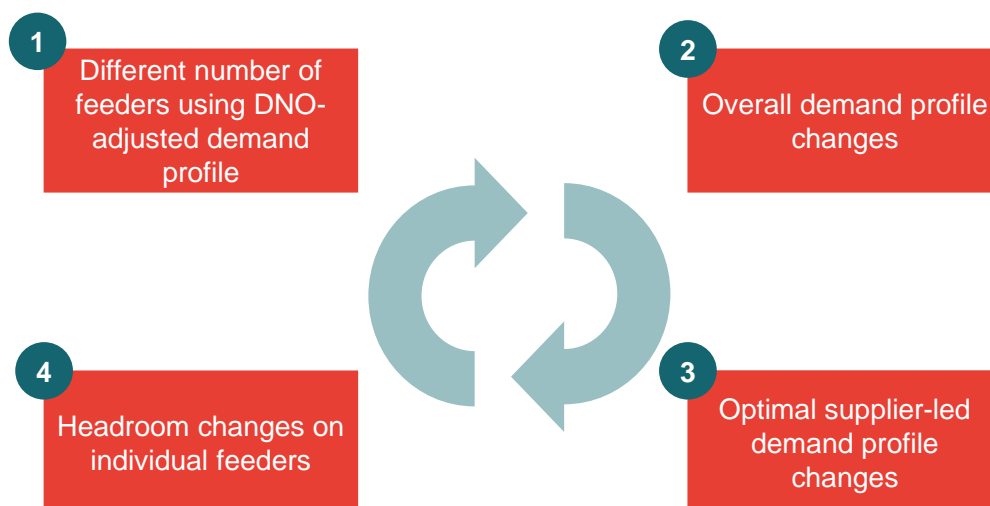 1
Different number of
feeders using DNO-
adjusted demand
profile
2
Overall demand profile
changes
3
Optimal supplier-led
demand profile
changes
4
Headroom changes on
individual feeders